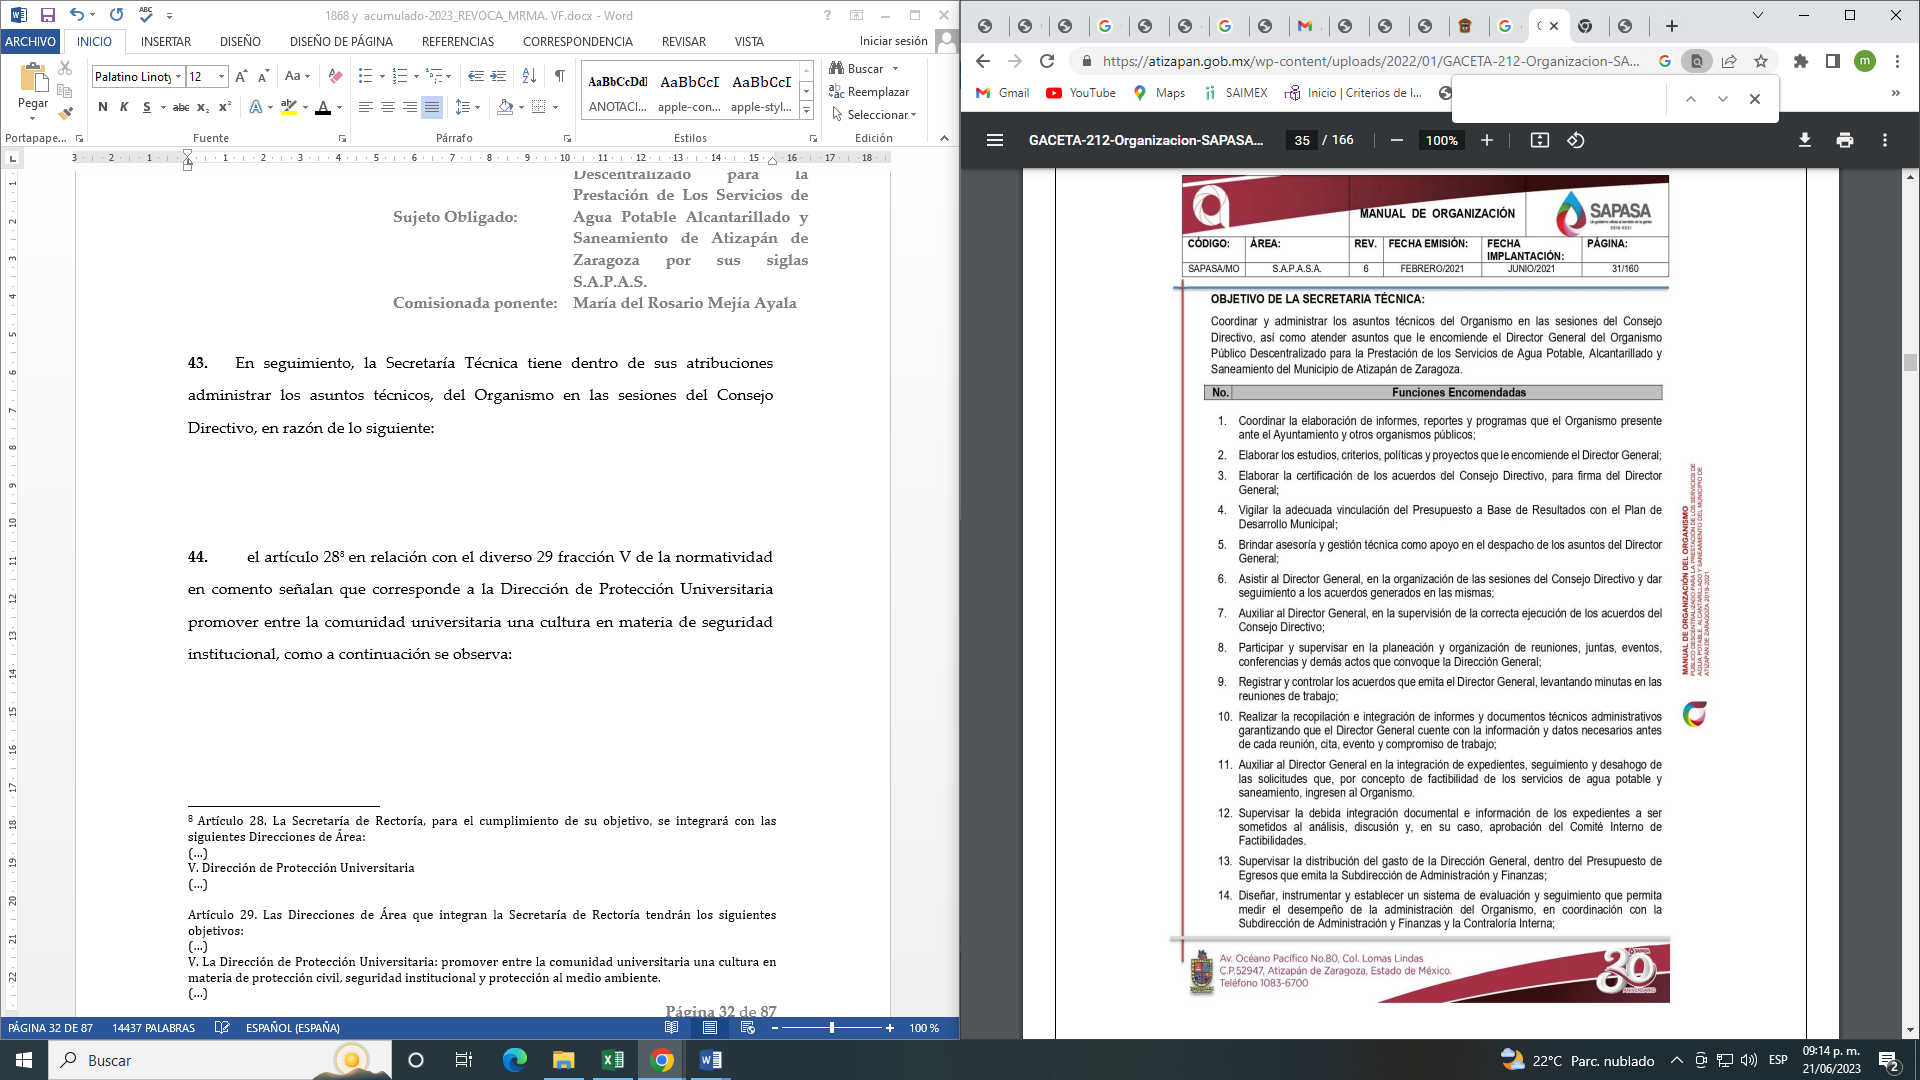 1868 y acumulado-2023_REVOCA_MRMA. VF.docx - Word
ARCHIVO INICIO INSERTAR DISEÑO DISEÑO DE PÁGINA REFERENCIAS CORRESPONDENCIA REVISAR VISTA Iniciar sesión
Palatino Linoty 12
Pegar
N K S abc x₂ x²
AaBbCcDdI AaBbCcI AaBbCcI
ANOTACI... apple-con... apple-styl...
Buscar
Reemplazar
Seleccionar
Portapape... Fuente Párrafo Estilos Edición
Descentralizado para la
Prestación de Los Servicios de
Sujeto Obligado: Agua Potable Alcantarillado y
Saneamiento de Atizapán de
Zaragoza por sus siglas
S.A.P.A.S.
Comisionada ponente: María del Rosario Mejía Ayala
43. En seguimiento, la Secretaría Técnica tiene dentro de sus atribuciones
administrar los asuntos técnicos, del Organismo en las sesiones del Consejo
Directivo, en razón de lo siguiente:
44. el artículo 28⁸ en relación con el diverso 29 fracción V de la normatividad
en comento señalan que corresponde a la Dirección de Protección Universitaria
promover entre la comunidad universitaria una cultura en materia de seguridad
institucional, como a continuación se observa:
⁸ Artículo 28. La Secretaría de Rectoría, para el cumplimiento de su objetivo, se integrará con las
siguientes Direcciones de Área:
(...)
V. Dirección de Protección Universitaria
(...)
Artículo 29. Las Direcciones de Área que integran la Secretaría de Rectoría tendrán los siguientes
objetivos:
(...)
V. La Dirección de Protección Universitaria: promover entre la comunidad universitaria una cultura en
materia de protección civil, seguridad institucional y protección al medio ambiente.
(...)
Página 32 de 87
PÁGINA 32 DE 87 14437 PALABRAS ESPAÑOL (ESPAÑA) 100 %
https://atizapan.gob.mx/wp-content/uploads/2022/01/GACETA-212-Organizacion-SA...
Gmail YouTube Maps SAIMEX Inicio | Criterios de I...
GACETA-212-Organizacion-SAPASA... 35 / 166 100%
MANUAL DE ORGANIZACIÓN
SAPASA
CÓDIGO: ÁREA: REV. FECHA EMISIÓN: FECHA IMPLANTACIÓN: PÁGINA:
SAPASA/MO S.A.P.A.S.A. 6 FEBRERO/2021 JUNIO/2021 31/160
OBJETIVO DE LA SECRETARIA TÉCNICA:
Coordinar y administrar los asuntos técnicos del Organismo en las sesiones del Consejo
Directivo, así como atender asuntos que le encomiende el Director General del Organismo
Público Descentralizado para la Prestación de los Servicios de Agua Potable, Alcantarillado y
Saneamiento del Municipio de Atizapán de Zaragoza.
No. Funciones Encomendadas
1. Coordinar la elaboración de informes, reportes y programas que el Organismo presente
ante el Ayuntamiento y otros organismos públicos;
2. Elaborar los estudios, criterios, políticas y proyectos que le encomiende el Director General;
3. Elaborar la certificación de los acuerdos del Consejo Directivo, para firma del Director
General;
4. Vigilar la adecuada vinculación del Presupuesto a Base de Resultados con el Plan de
Desarrollo Municipal;
5. Brindar asesoría y gestión técnica como apoyo en el despacho de los asuntos del Director
General;
6. Asistir al Director General, en la organización de las sesiones del Consejo Directivo y dar
seguimiento a los acuerdos generados en las mismas;
7. Auxiliar al Director General, en la supervisión de la correcta ejecución de los acuerdos del
Consejo Directivo;
8. Participar y supervisar en la planeación y organización de reuniones, juntas, eventos,
conferencias y demás actos que convoque la Dirección General;
9. Registrar y controlar los acuerdos que emita el Director General, levantando minutas en las
reuniones de trabajo;
10. Realizar la recopilación e integración de informes y documentos técnicos administrativos
garantizando que el Director General cuente con la información y datos necesarios antes
de cada reunión, cita, evento y compromiso de trabajo;
11. Auxiliar al Director General en la integración de expedientes, seguimiento y desahogo de
las solicitudes que, por concepto de factibilidad de los servicios de agua potable y
saneamiento, ingresen al Organismo.
12. Supervisar la debida integración documental e información de los expedientes a ser
sometidos al análisis, discusión y, en su caso, aprobación del Comité Interno de
Factibilidades.
13. Supervisar la distribución del gasto de la Dirección General, dentro del Presupuesto de
Egresos que emita la Subdirección de Administración y Finanzas;
14. Diseñar, instrumentar y establecer un sistema de evaluación y seguimiento que permita
medir el desempeño de la administración del Organismo, en coordinación con la
Subdirección de Administración y Finanzas y la Contraloría Interna;
MANUAL DE ORGANIZACIÓN DEL ORGANISMO
PÚBLICO DESCENTRALIZADO PARA LA PRESTACIÓN DE LOS SERVICIOS DE
AGUA POTABLE, ALCANTARILLADO Y SANEAMIENTO DEL MUNICIPIO DE
ATIZAPÁN DE ZARAGOZA 2019-2021.
Av. Océano Pacífico No.80, Col. Lomas Lindas
C.P.52947, Atizapán de Zaragoza, Estado de México.
Teléfono 1083-6700
30
ANIVERSARIO
Buscar
22°C Parc. nublado ESP 09:14 p. m.
21/06/2023
2